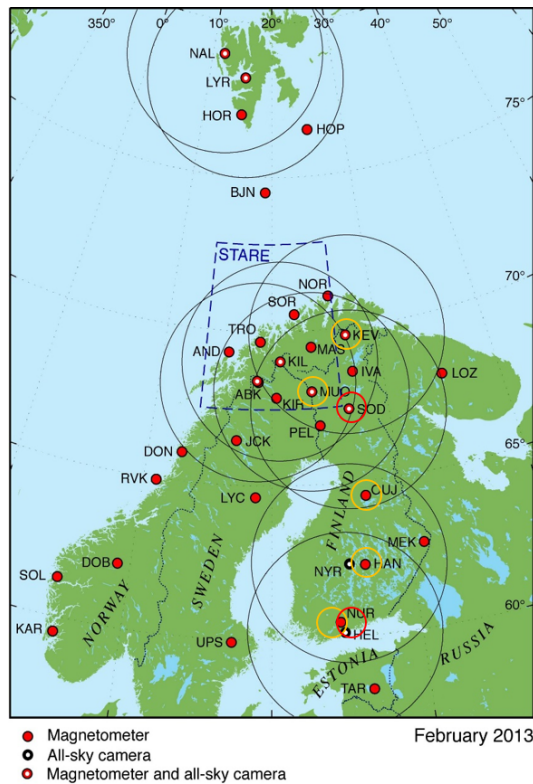 350° 0° 10° 20° 30° 40° 50°
NAL
LYR
HOR
HOP
75°
BJN
STARE
70°
NOR
SOR
TRO
KEV
AND
MAS
KIL
IVA
LOZ
ABK
MUO
KIR
SOD
PEL
65°
JCK
DON
RVK
LYC
OUJ
FINLAND
MEK
DOB
NYR
HAN
SOL
SWEDEN
NORWAY
60°
NUR
KAR
HEL
UPS
ESTONIA
RUSSIA
TAR
Magnetometer
February 2013
All-sky camera
Magnetometer and all-sky camera